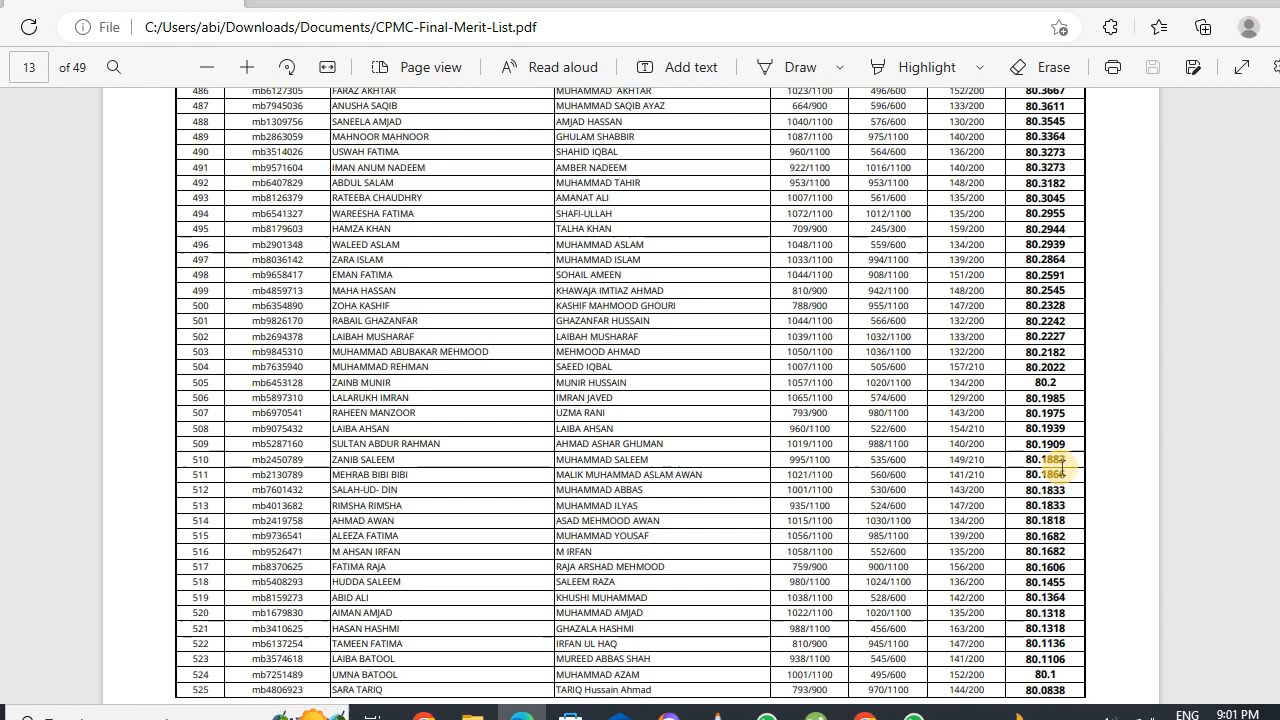 File C:/Users/abi/Downloads/Documents/CPMC-Final-Merit-List.pdf
13 of 49 Page view Read aloud Add text Draw Highlight Erase
486 mb6127305 FARAZ AKHTAR MUHAMMAD AKHTAR 1023/1100 496/600 152/200 80.3667
487 mb7945036 ANUSHA SAQIB MUHAMMAD SAQIB AYAZ 664/900 596/600 133/200 80.3611
488 mb1309756 SANEELA AMJAD AMJAD HASSAN 1040/1100 576/600 130/200 80.3545
489 mb2863059 MAHNOOR MAHNOOR GHULAM SHABBIR 1087/1100 975/1100 140/200 80.3364
490 mb3514026 USWAH FATIMA SHAHID IQBAL 960/1100 564/600 136/200 80.3273
491 mb9571604 IMAN ANUM NADEEM AMBER NADEEM 922/1100 1016/1100 140/200 80.3273
492 mb6407829 ABDUL SALAM MUHAMMAD TAHIR 953/1100 953/1100 148/200 80.3182
493 mb8126379 RATEEBA CHAUDHRY AMANAT ALI 1007/1100 561/600 135/200 80.3045
494 mb6541327 WAREESHA FATIMA SHAFI-ULLAH 1072/1100 1012/1100 135/200 80.2955
495 mb8179603 HAMZA KHAN TALHA KHAN 709/900 245/300 159/200 80.2944
496 mb2901348 WALEED ASLAM MUHAMMAD ASLAM 1048/1100 559/600 134/200 80.2939
497 mb8036142 ZARA ISLAM MUHAMMAD ISLAM 1033/1100 994/1100 139/200 80.2864
498 mb9658417 EMAN FATIMA SOHAIL AMEEN 1044/1100 908/1100 151/200 80.2591
499 mb4859713 MAHA HASSAN KHAWAJA IMTIAZ AHMAD 810/900 942/1100 148/200 80.2545
500 mb6354890 ZOHA KASHIF KASHIF MAHMOOD GHOURI 788/900 955/1100 147/200 80.2328
501 mb9826170 RABAIL GHAZANFAR GHAZANFAR HUSSAIN 1044/1100 566/600 132/200 80.2242
502 mb2694378 LAIBAH MUSHARAF LAIBAH MUSHARAF 1039/1100 1032/1100 133/200 80.2227
503 mb9845310 MUHAMMAD ABUBAKAR MEHMOOD MEHMOOD AHMAD 1050/1100 1036/1100 132/200 80.2182
504 mb7635940 MUHAMMAD REHMAN SAEED IQBAL 1007/1100 505/600 157/210 80.2022
505 mb6453128 ZAINB MUNIR MUNIR HUSSAIN 1057/1100 1020/1100 134/200 80.2
506 mb5897310 LALARUKH IMRAN IMRAN JAVED 1065/1100 574/600 129/200 80.1985
507 mb6970541 RAHEEN MANZOOR UZMA RANI 793/900 980/1100 143/200 80.1975
508 mb9075432 LAIBA AHSAN LAIBA AHSAN 960/1100 522/600 154/210 80.1939
509 mb5287160 SULTAN ABDUR RAHMAN AHMAD ASHAR GHUMAN 1019/1100 988/1100 140/200 80.1909
510 mb2450789 ZANIB SALEEM MUHAMMAD SALEEM 995/1100 535/600 149/210
511 mb2130789 MEHRAB BIBI BIBI MALIK MUHAMMAD ASLAM AWAN 1021/1100 560/600 141/210
512 mb7601432 SALAH-UD- DIN MUHAMMAD ABBAS 1001/1100 530/600 143/200 80.1833
513 mb4013682 RIMSHA RIMSHA MUHAMMAD ILYAS 935/1100 524/600 147/200 80.1833
514 mb2419758 AHMAD AWAN ASAD MEHMOOD AWAN 1015/1100 1030/1100 134/200 80.1818
515 mb9736541 ALEEZA FATIMA MUHAMMAD YOUSAF 1056/1100 985/1100 139/200 80.1682
516 mb9526471 M AHSAN IRFAN M IRFAN 1058/1100 552/600 135/200 80.1682
517 mb8370625 FATIMA RAJA RAJA ARSHAD MEHMOOD 759/900 900/1100 156/200 80.1606
518 mb5408293 HUDDA SALEEM SALEEM RAZA 980/1100 1024/1100 136/200 80.1455
519 mb8159273 ABID ALI KHUSHI MUHAMMAD 1038/1100 528/600 142/200 80.1364
520 mb1679830 AIMAN AMJAD MUHAMMAD AMJAD 1022/1100 1020/1100 135/200 80.1318
521 mb3410625 HASAN HASHMI GHAZALA HASHMI 988/1100 456/600 163/200 80.1318
522 mb6137254 TAMEEN FATIMA IRFAN UL HAQ 810/900 945/1100 147/200 80.1136
523 mb3574618 LAIBA BATOOL MUREED ABBAS SHAH 938/1100 545/600 141/200 80.1106
524 mb7251489 UMNA BATOOL MUHAMMAD AZAM 1001/1100 495/600 152/200 80.1
525 mb4806923 SARA TARIQ TARIQ Hussain Ahmad 793/900 970/1100 144/200 80.0838
ENG 9:01 PM